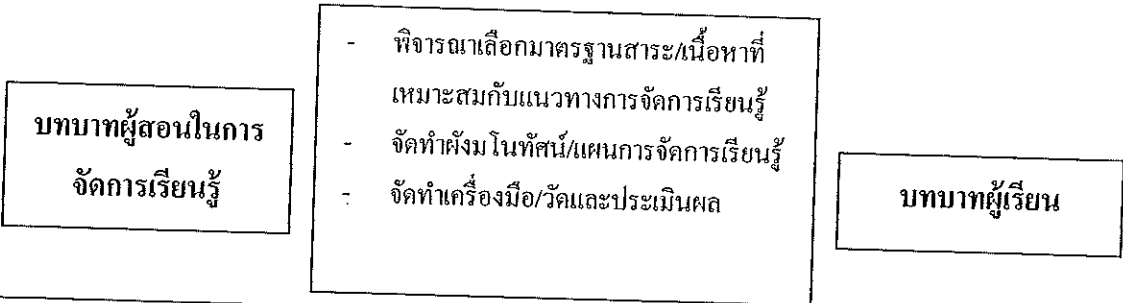 บทบาทผู้สอนในการ
จัดการเรียนรู้
- พิจารณาเลือกมาตรฐานสาระ/เนื้อหาที่
เหมาะสมกับแนวทางการจัดการเรียนรู้
- จัดทำผังมโนทัศน์/แผนการจัดการเรียนรู้
- จัดทำเครื่องมือ/วัดและประเมินผล
บทบาทผู้เรียน